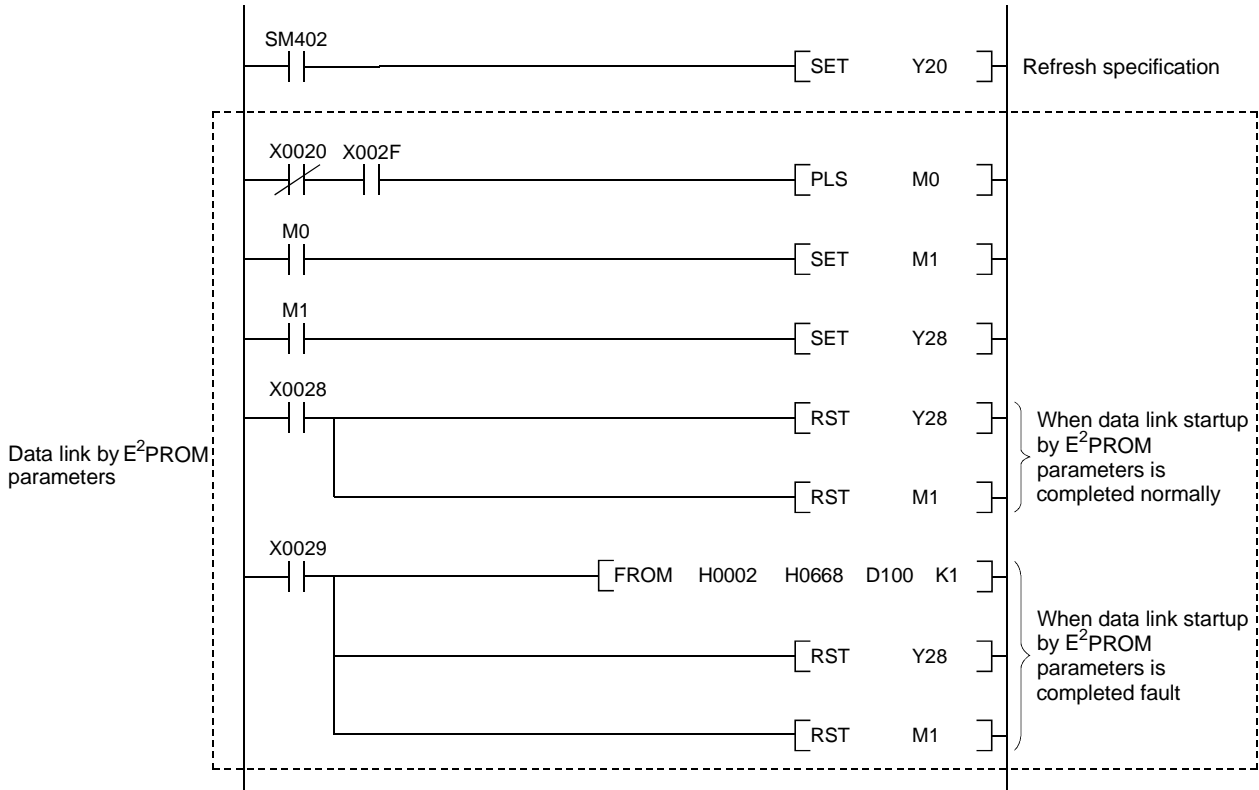 SM402
SET Y20
Refresh specification
X0020 X002F
PLS M0
M0
SET M1
M1
SET Y28
X0028
RST Y28
When data link startup
by E²PROM
parameters is
completed normally
Data link by E²PROM
parameters
RST M1
X0029
FROM H0002 H0668 D100 K1
When data link startup
by E²PROM
parameters is
completed fault
RST Y28
RST M1